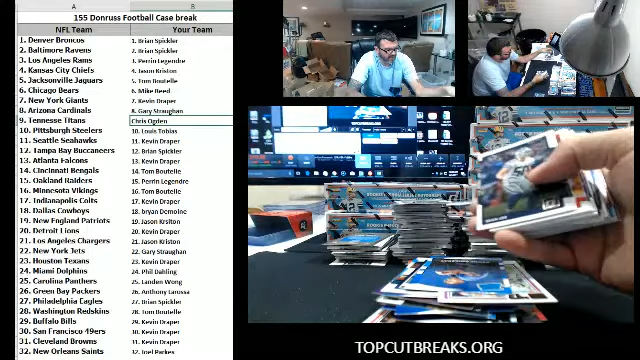 155 Donruss Football Case break
NFL Team Your Team
1. Denver Broncos 1. Brian Spickler
2. Baltimore Ravens 2. Brian Spickler
3. Los Angeles Rams 3. Perrin Legendre
4. Kansas City Chiefs 4. Jason Kriston
5. Jacksonville Jaguars 5. Tom Boutelle
6. Chicago Bears 6. Mike Reed
7. New York Giants 7. Kevin Draper
8. Arizona Cardinals 8. Gary Straughan
9. Tennesse Titans Chris Ogden
10. Pittsburgh Steelers 10. Louis Tobias
11. Seattle Seahawks 11. Kevin Draper
12. Tampa Bay Buccaneers 12. Brian Spickler
13. Atlanta Falcons 13. Kevin Draper
14. Cincinnati Bengals 14. Tom Boutelle
15. Oakland Raiders 15. Perrin Legendre
16. Minnesota Vikings 16. Tom Boutelle
17. Indianapolis Colts 17. Kevin Draper
18. Dallas Cowboys 18. bryan Demoine
19. New England Patriots 19. Jason Krsiton
20. Detroit Lions 20. Kevin Draper
21. Los Angeles Chargers 21. Jason Kriston
22. New York Jets 22. Gary Straughan
23. Houston Texans 23. Kevin Draper
24. Miami Dolphins 24. Phil Dahling
25. Carolina Panthers 25. Landen Wong
26. Green Bay Packers 26. Anthony Larossa
27. Philadelphia Eagles 27. Brian Spickler
28. Washington Redskins 28. Tom Boutelle
29. Buffalo Bills 29. Kevin Draper
30. San Francisco 49ers 30. Kevin Draper
31. Cleveland Browns 31. Kevin Draper
32. New Orleans Saints 32. Joel Parkes
TOPCUTBREAKS.ORG